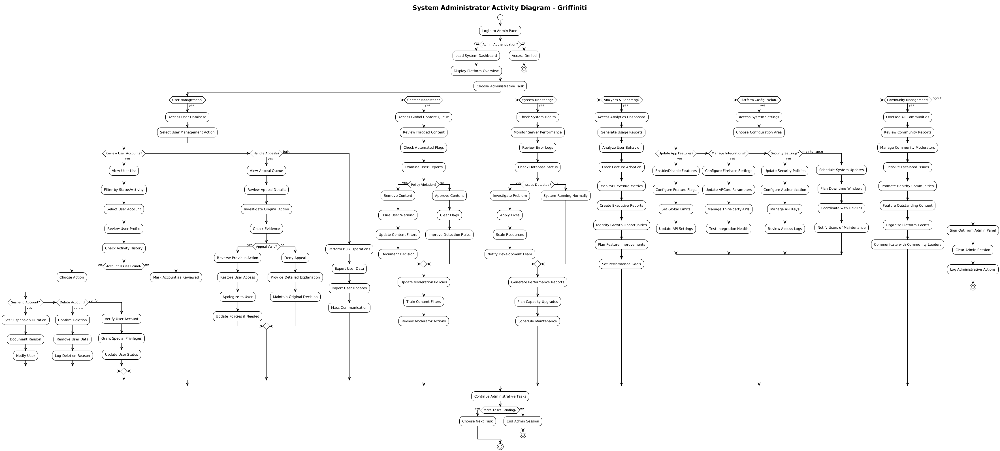 System Administrator Activity Diagram - Griffiniti
Login to Admin Panel
yes
Admin Authentication?
no
Load System Dashboard
Access Denied
Display Platform Overview
Choose Administrative Task
User Management?
yes
Access User Database
Select User Management Action
Review User Accounts?
yes
View User List
Filter by Status/Activity
Select User Account
Review User Profile
Check Activity History
yes
Account Issues Found?
no
Choose Action
Mark Account as Reviewed
Suspend Account?
yes
Set Suspension Duration
Document Reason
Notify User
Delete Account?
delete
Confirm Deletion
Remove User Data
Log Deletion Reason
verify
Verify User Account
Grant Special Privileges
Update User Status
Handle Appeals?
yes
View Appeal Queue
Review Appeal Details
Investigate Original Action
Check Evidence
yes
Appeal Valid?
no
Reverse Previous Action
Restore User Access
Apologize to User
Update Policies if Needed
Deny Appeal
Provide Detailed Explanation
Maintain Original Decision
bulk
Perform Bulk Operations
Export User Data
Import User Updates
Mass Communication
Content Moderation?
yes
Access Global Content Queue
Review Flagged Content
Check Automated Flags
Examine User Reports
yes
Policy Violation?
no
Remove Content
Issue User Warning
Update Content Filters
Document Decision
Approve Content
Clear Flags
Improve Detection Rules
Update Moderation Policies
Train Content Filters
Review Moderator Actions
System Monitoring?
yes
Check System Health
Monitor Server Performance
Review Error Logs
Check Database Status
yes
Issues Detected?
no
Investigate Problem
Apply Fixes
Scale Resources
Notify Development Team
System Running Normally
Generate Performance Reports
Plan Capacity Upgrades
Schedule Maintenance
Analytics & Reporting?
yes
Access Analytics Dashboard
Generate Usage Reports
Analyze User Behavior
Track Feature Adoption
Monitor Revenue Metrics
Create Executive Reports
Identify Growth Opportunities
Plan Feature Improvements
Set Performance Goals
Platform Configuration?
yes
Access System Settings
Choose Configuration Area
Update App Features?
yes
Enable/Disable Features
Configure Feature Flags
Set Global Limits
Update API Settings
Manage Integrations?
yes
Configure Firebase Settings
Update ARCore Parameters
Manage Third-party APIs
Test Integration Health
Security Settings?
yes
Update Security Policies
Configure Authentication
Manage API Keys
Review Access Logs
maintenance
Schedule System Updates
Plan Downtime Windows
Coordinate with DevOps
Notify Users of Maintenance
Community Management?
yes
Oversee All Communities
Review Community Reports
Manage Community Moderators
Resolve Escalated Issues
Promote Healthy Communities
Feature Outstanding Content
Organize Platform Events
Communicate with Community Leaders
logout
Sign Out from Admin Panel
Clear Admin Session
Log Administrative Actions
Continue Administrative Tasks
yes
More Tasks Pending?
no
Choose Next Task
End Admin Session